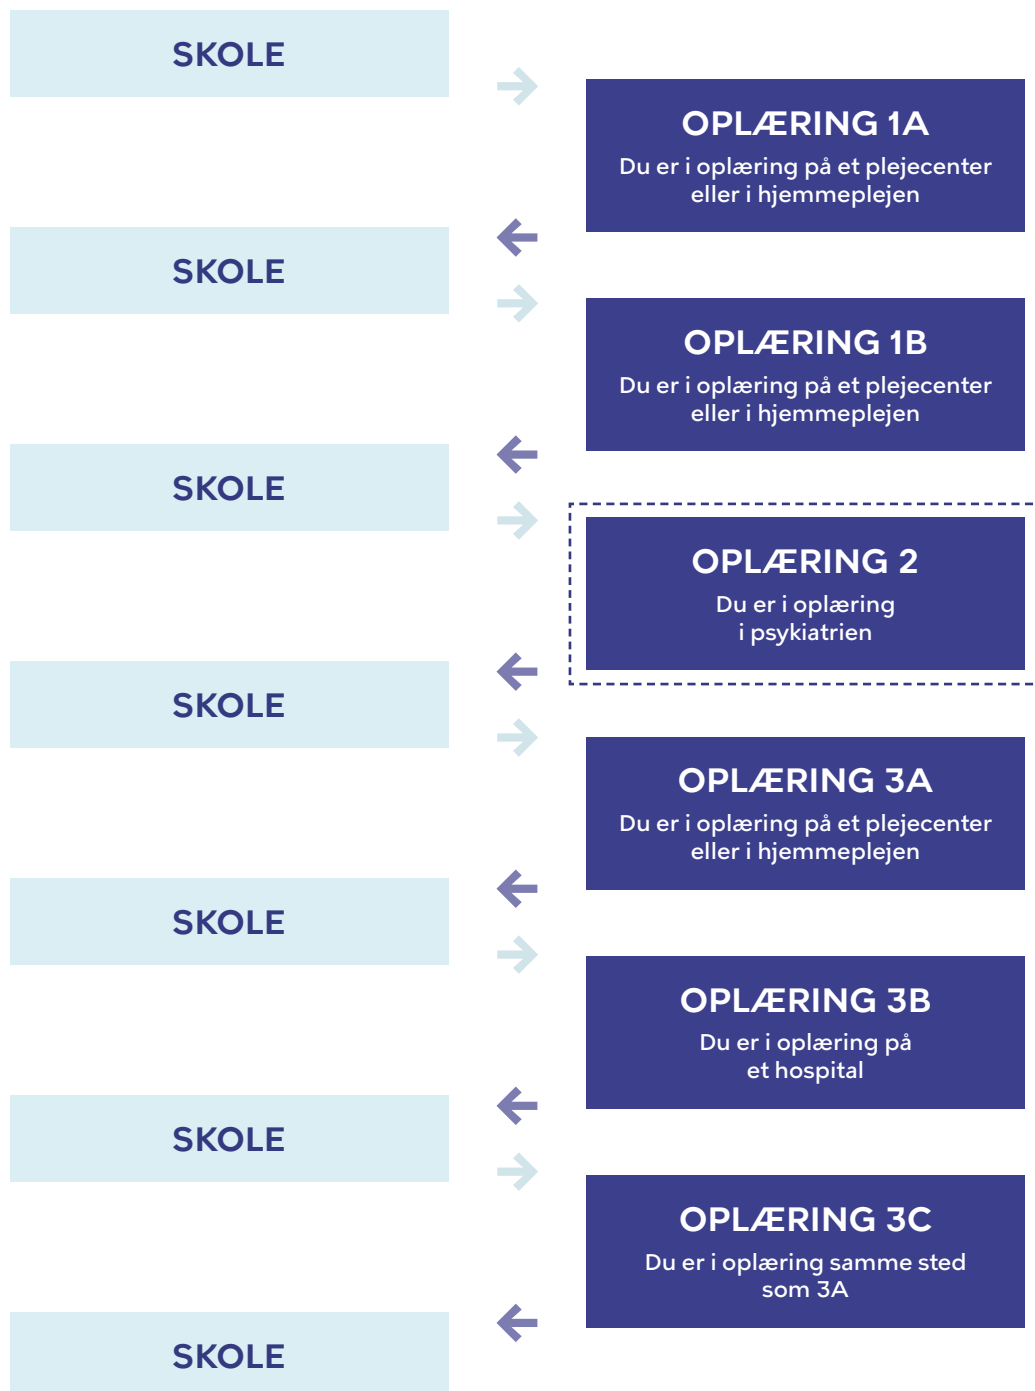 SKOLE
OPLÆRING 1A
Du er i oplæring på et plejecenter
eller i hjemmeplejen
SKOLE
OPLÆRING 1B
Du er i oplæring på et plejecenter
eller i hjemmeplejen
SKOLE
OPLÆRING 2
Du er i oplæring
i psykiatrien
SKOLE
OPLÆRING 3A
Du er i oplæring på et plejecenter
eller i hjemmeplejen
SKOLE
OPLÆRING 3B
Du er i oplæring på
et hospital
SKOLE
OPLÆRING 3C
Du er i oplæring samme sted
som 3A
SKOLE